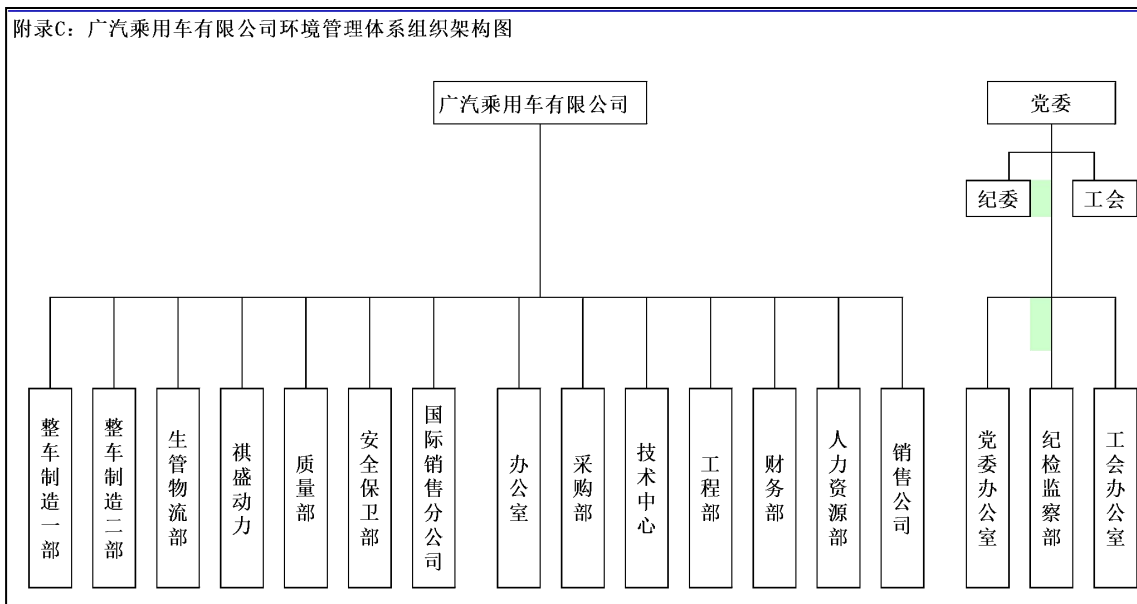 附录C：广汽乘用车有限公司环境管理体系组织架构图
广汽乘用车有限公司
党委
纪委
工会
整车制造一部
整车制造二部
生管物流部
祺盛动力
质量部
安全保卫部
国际销售分公司
办公室
采购部
技术中心
工程部
财务部
人力资源部
销售公司
党委办公室
纪检监察部
工会办公室